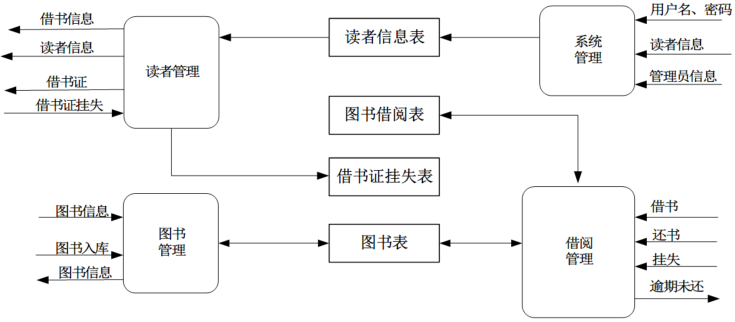 借书信息
读者信息
借书证
借书证挂失
读者管理
读者信息表
系统
管理
用户名、密码
读者信息
管理员信息
图书借阅表
借书证挂失表
图书信息
图书入库
图书信息
图书
管理
图书表
借阅
管理
借书
还书
挂失
逾期未还